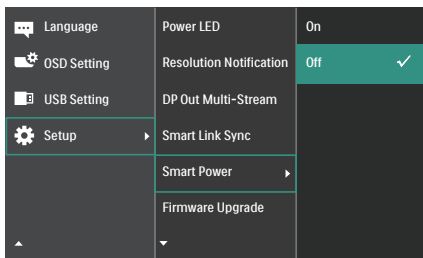 Language
OSD Setting
USB Setting
Setup
Power LED
Resolution Notification
DP Out Multi-Stream
Smart Link Sync
Smart Power
Firmware Upgrade
On
Off